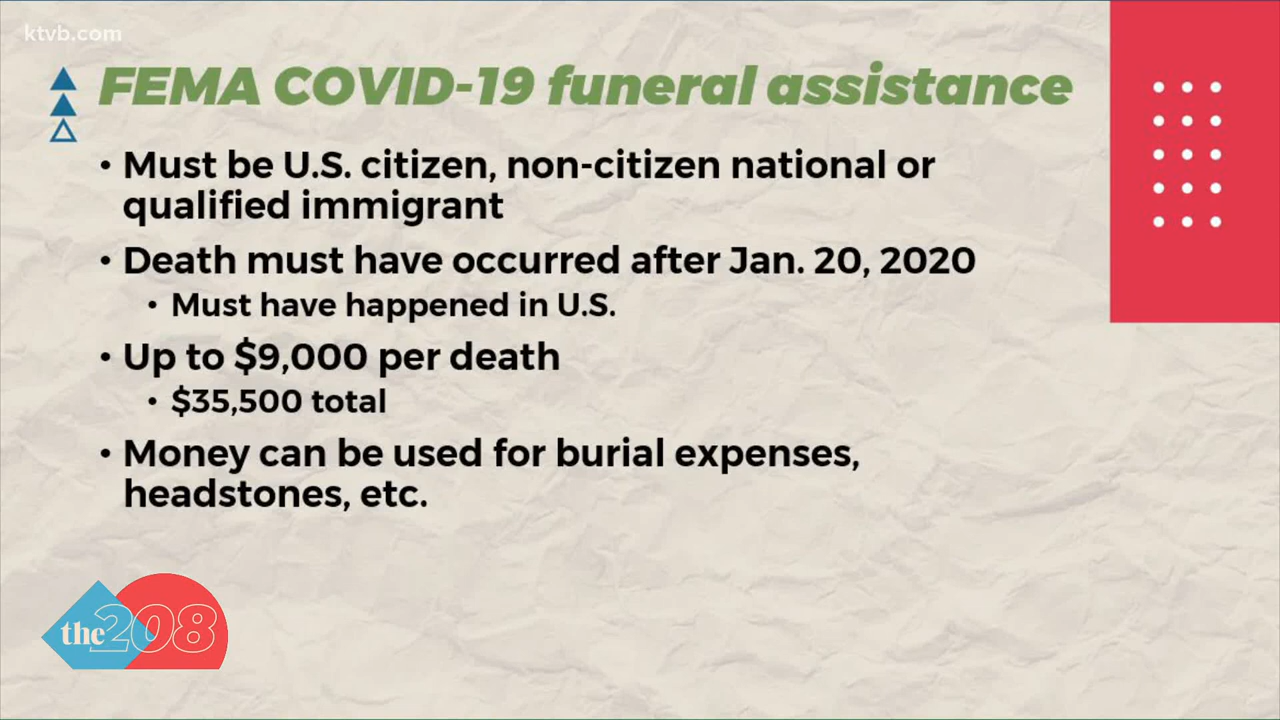 ktvb.com
FEMA COVID-19 funeral assistance
• Must be U.S. citizen, non-citizen national or
qualified immigrant
• Death must have occurred after Jan. 20, 2020
• Must have happened in U.S.
• Up to $9,000 per death
• $35,500 total
• Money can be used for burial expenses,
headstones, etc.
the 208